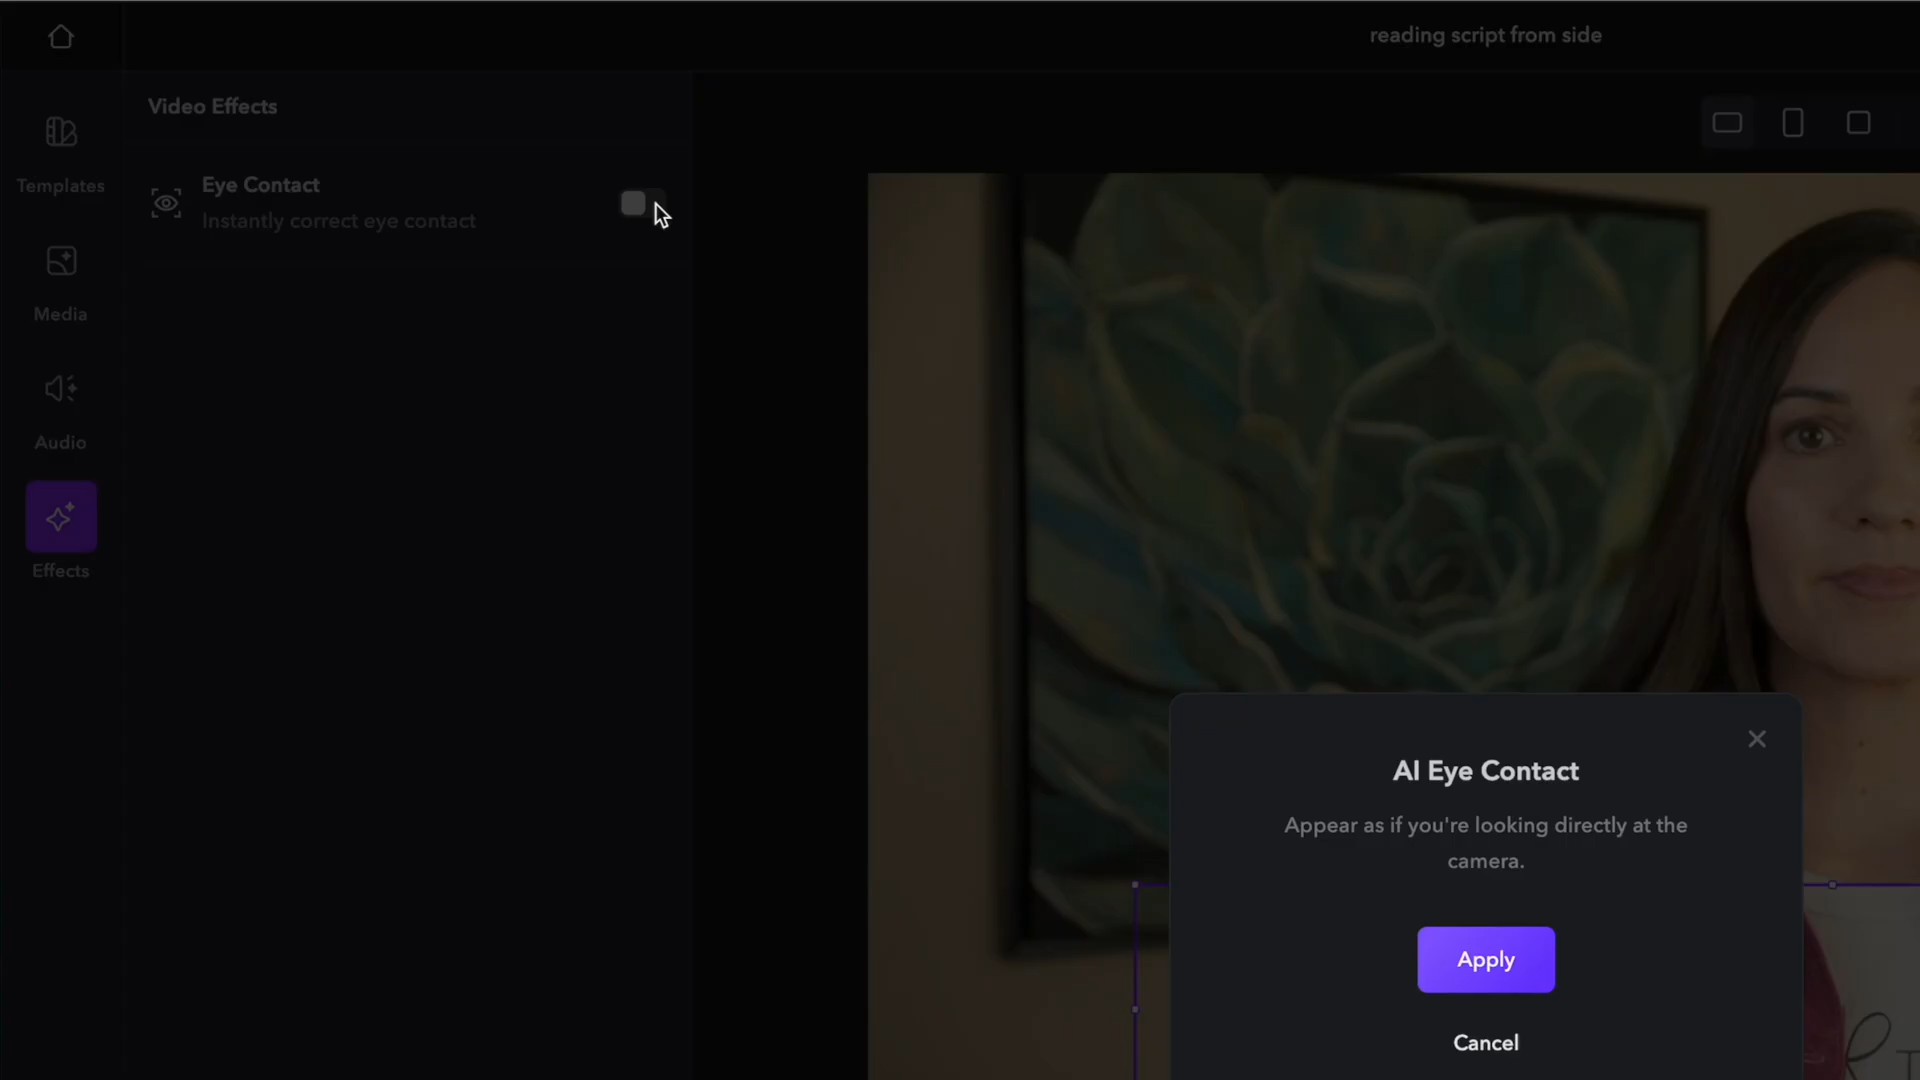 reading script from side
Video Effects
Templates
Eye Contact
Instantly correct eye contact
Media
Audio
Effects
AI Eye Contact
Appear as if you're looking directly at the
camera.
Apply
Cancel